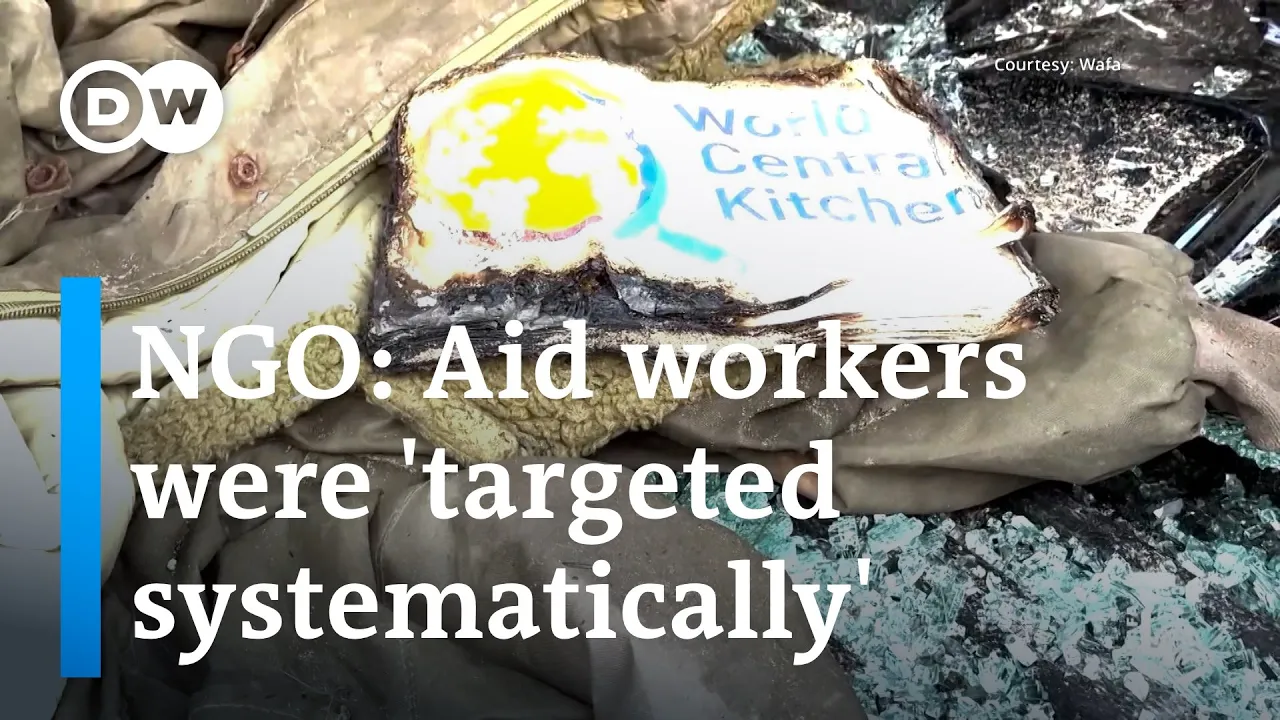 DW
Courtesy: Wafa
World
Central
Kitchen
NGO: Aid workers
were 'targeted
systematically'